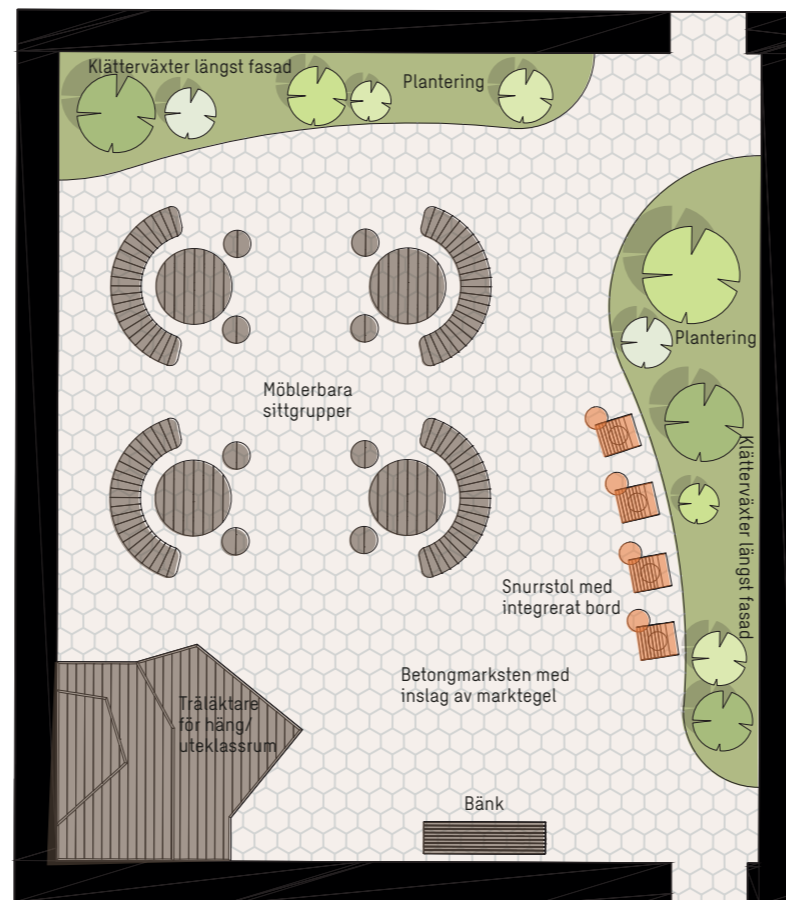 Klätterväxter längst fasad
Plantering
Plantering
Möblerbara
sittgrupper
Klätterväxter längst fasad
Snurrstol med
integrerat bord
Betongmarksten med
inslag av marktegel
Träläktare
för häng/
uteklassrum
Bänk